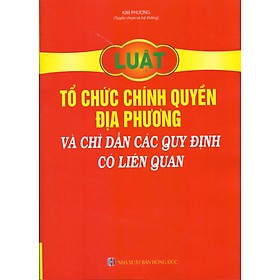 KIM PHƯỢNG
(Tuyển chọn và hệ thống)
LUẬT
TỔ CHỨC CHÍNH QUYỀN
ĐỊA PHƯƠNG
VÀ CHỈ DẪN CÁC QUY ĐỊNH
CÓ LIÊN QUAN
NHÀ XUẤT BẢN HỒNG ĐỨC